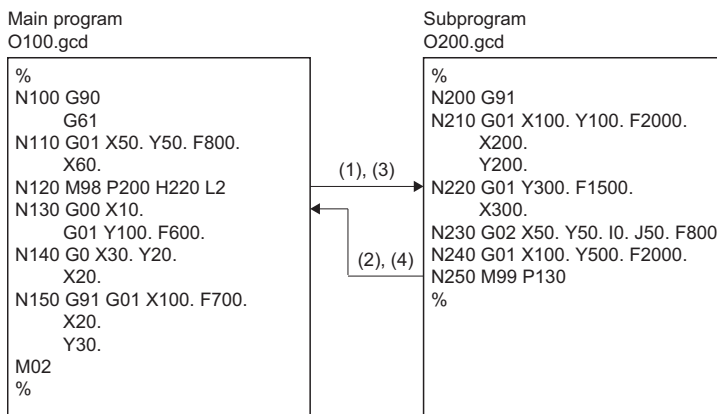 Main program
O100.gcd
%
N100 G90
G61
N110 G01 X50. Y50. F800.
X60.
N120 M98 P200 H220 L2
N130 G00 X10.
G01 Y100. F600.
N140 G0 X30. Y20.
X20.
N150 G91 G01 X100. F700.
X20.
Y30.
M02
%
(1), (3)
(2), (4)
Subprogram
O200.gcd
%
N200 G91
N210 G01 X100. Y100. F2000.
X200.
Y200.
N220 G01 Y300. F1500.
X300.
N230 G02 X50. Y50. I0. J50. F800
N240 G01 X100. Y500. F2000.
N250 M99 P130
%